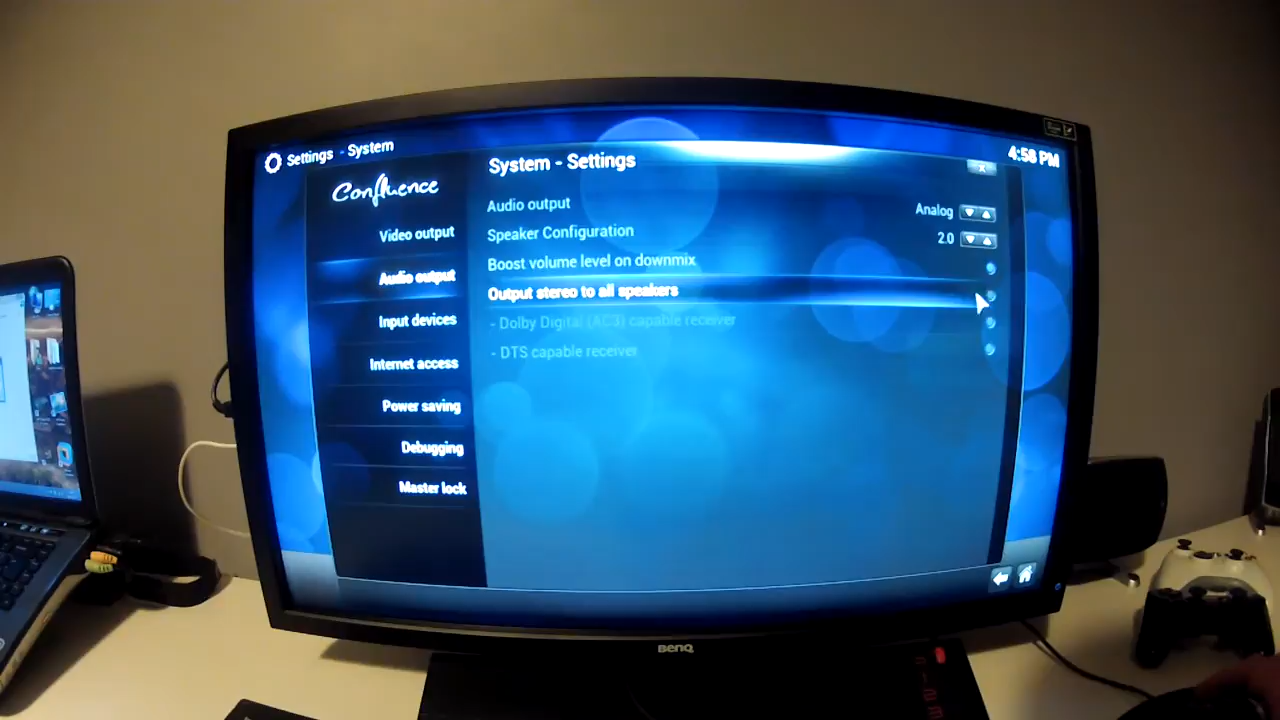 Settings - System
4:58 PM
Confluence
System - Settings
Video output
Audio output
Input devices
Internet access
Power saving
Debugging
Master lock
Audio output
Analog
Speaker Configuration
2.0
Boost volume level on downmix
Output stereo to all speakers
- Dolby Digital (AC3) capable receiver
- DTS capable receiver
BenQ